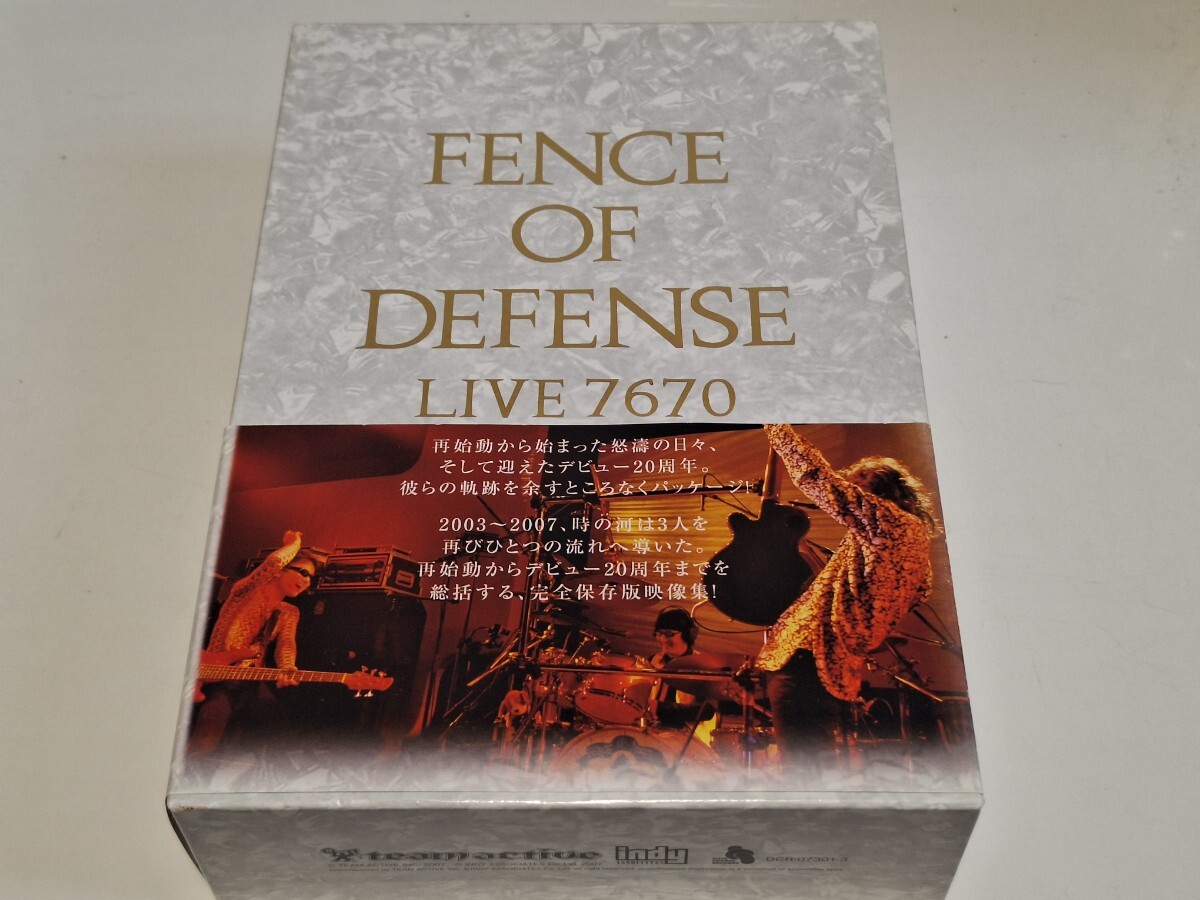 FENCE
OF
DEFENSE
LIVE 7670
再始動から始まった怒濤の日々、
そして迎えたデビュー20周年。
彼らの軌跡を余すところなくパッケージ!
2003〜2007、時の河は3人を
再びひとつの流れへ導いた。
再始動からデビュー20周年までを
総括する、完全保存版映像集!
team active
indy
DCR-07301-3